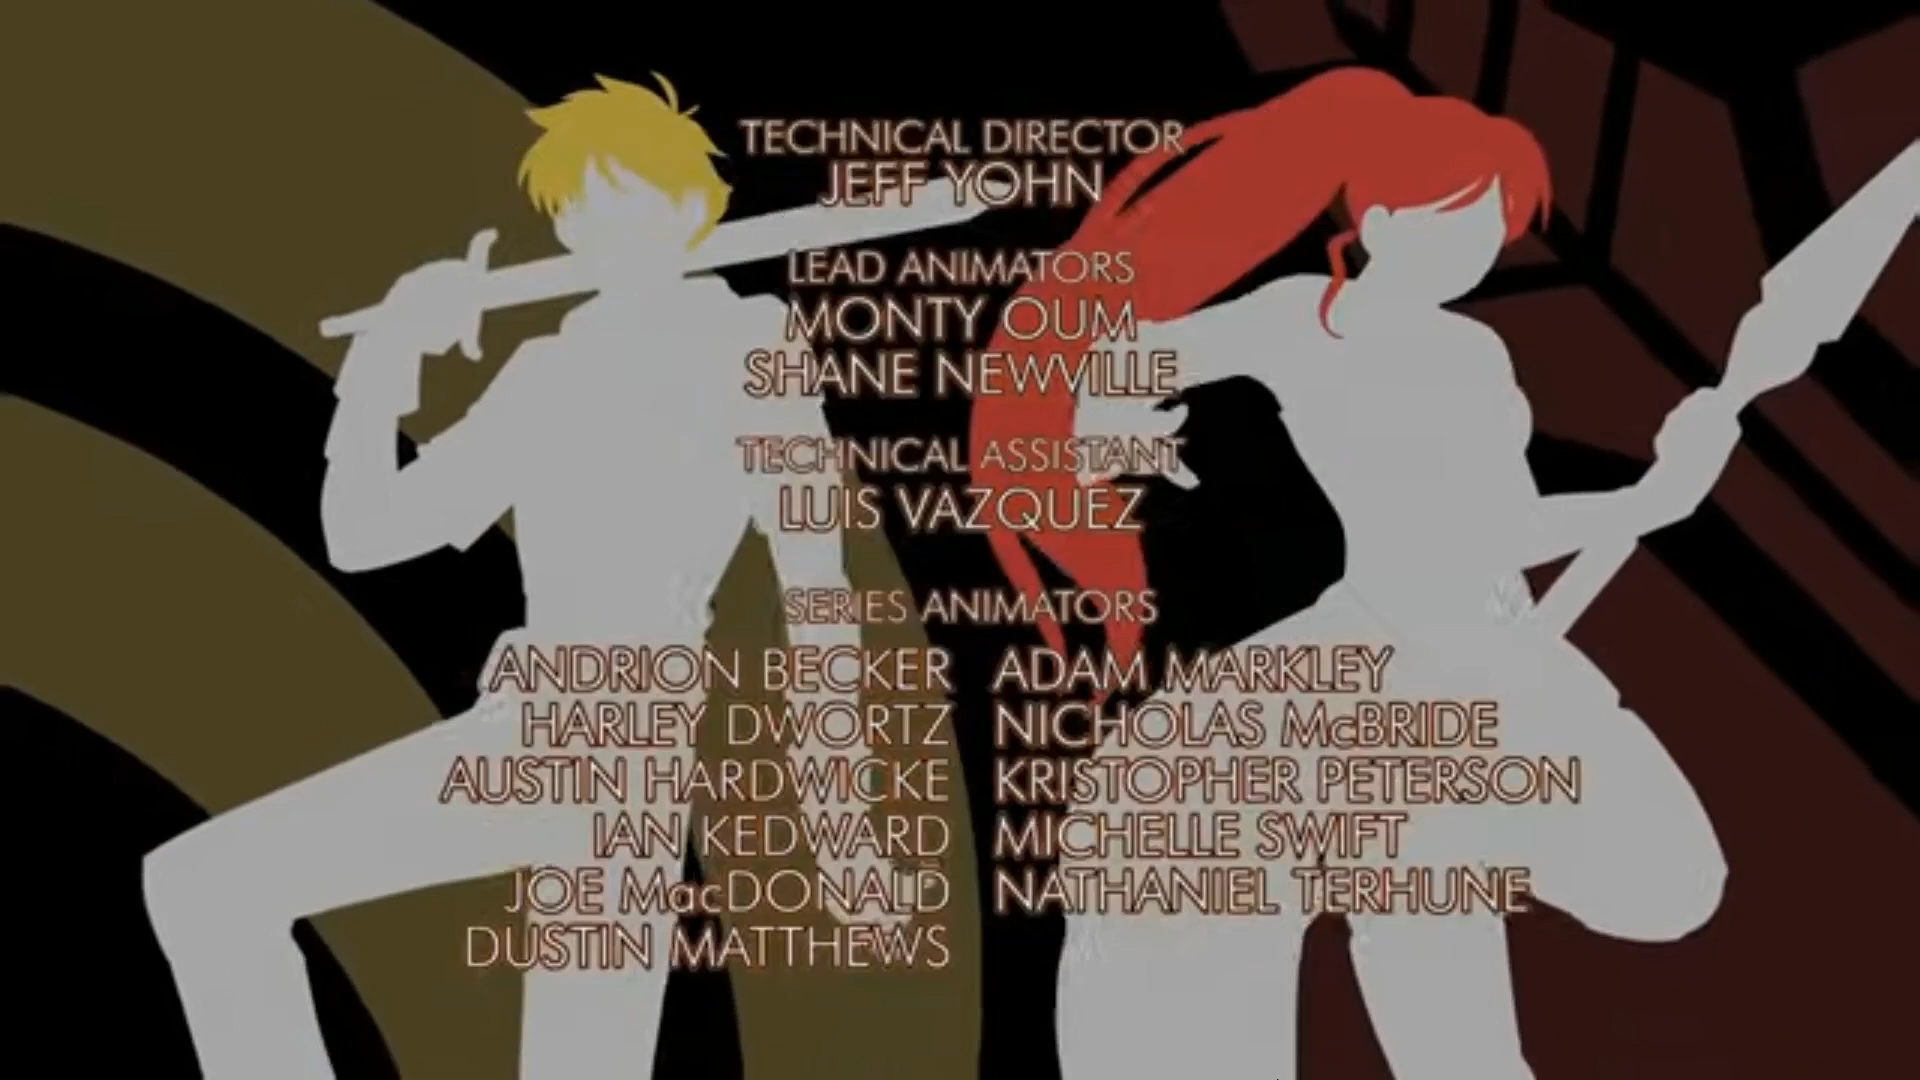 TECHNICAL DIRECTOR
JEFF YOHN
LEAD ANIMATORS
MONTY OUM
SHANE NEWVILLE
TECHNICAL ASSISTANT
LUIS VAZQUEZ
SERIES ANIMATORS
ANDRION BECKER
HARLEY DWORTZ
AUSTIN HARDWICKE
IAN KEDWARD
JOE MacDONALD
DUSTIN MATTHEWS
ADAM MARKLEY
NICHOLAS McBRIDE
KRISTOPHER PETERSON
MICHELLE SWIFT
NATHANIEL TERHUNE